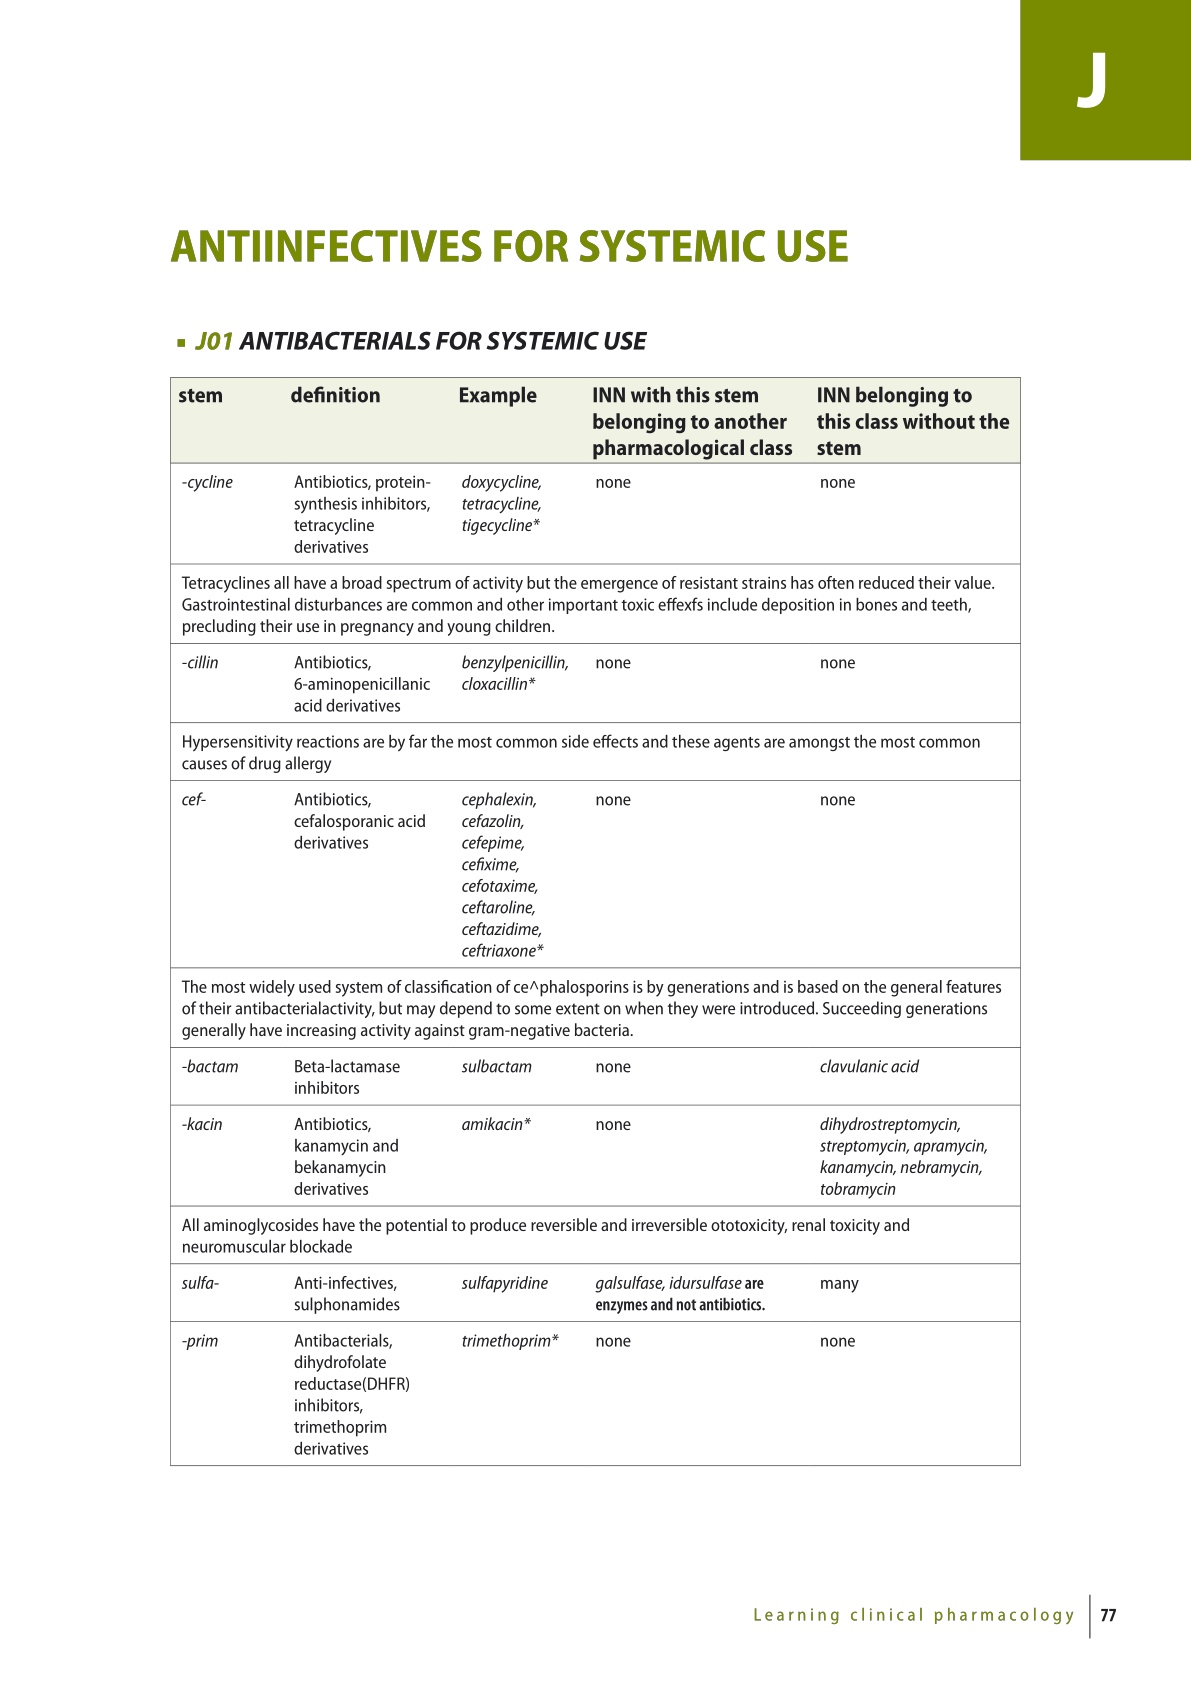 J
ANTIINFECTIVES FOR SYSTEMIC USE
▪ J01 ANTIBACTERIALS FOR SYSTEMIC USE
stem definition Example INN with this stem INN belonging to
belonging to another this class without the
pharmacological class stem
-cycline Antibiotics, protein- doxycycline, none none
synthesis inhibitors, tetracycline,
tetracycline tigecycline*
derivatives
Tetracyclines all have a broad spectrum of activity but the emergence of resistant strains has often reduced their value.
Gastrointestinal disturbances are common and other important toxic effexfs include deposition in bones and teeth,
precluding their use in pregnancy and young children.
-cillin Antibiotics, benzylpenicillin, none none
6-aminopenicillanic cloxacillin*
acid derivatives
Hypersensitivity reactions are by far the most common side effects and these agents are amongst the most common
causes of drug allergy
cef- Antibiotics, cephalexin, none none
cefalosporanic acid cefazolin,
derivatives cefepime,
cefixime,
cefotaxime,
ceftaroline,
ceftazidime,
ceftriaxone*
The most widely used system of classification of ce^phalosporins is by generations and is based on the general features
of their antibacterialactivity, but may depend to some extent on when they were introduced. Succeeding generations
generally have increasing activity against gram-negative bacteria.
-bactam Beta-lactamase sulbactam none clavulanic acid
inhibitors
-kacin Antibiotics, amikacin* none dihydrostreptomycin,
kanamycin and streptomycin, apramycin,
bekanamycin kanamycin, nebramycin,
derivatives tobramycin
All aminoglycosides have the potential to produce reversible and irreversible ototoxicity, renal toxicity and
neuromuscular blockade
sulfa- Anti-infectives, sulfapyridine galsulfase, idursulfase are many
sulphonamides enzymes and not antibiotics.
-prim Antibacterials, trimethoprim* none none
dihydrofolate
reductase(DHFR)
inhibitors,
trimethoprim
derivatives
Learning clinical pharmacology 77